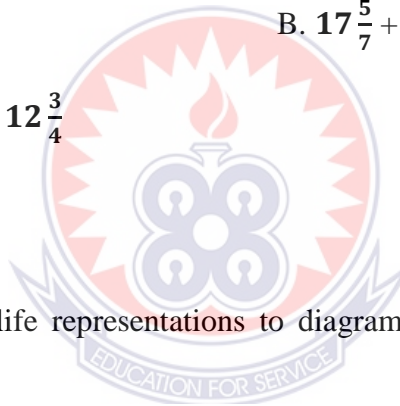 B. 17 5/7 +
12 3/4
life representations to diagram
EDUCATION FOR SERVICE